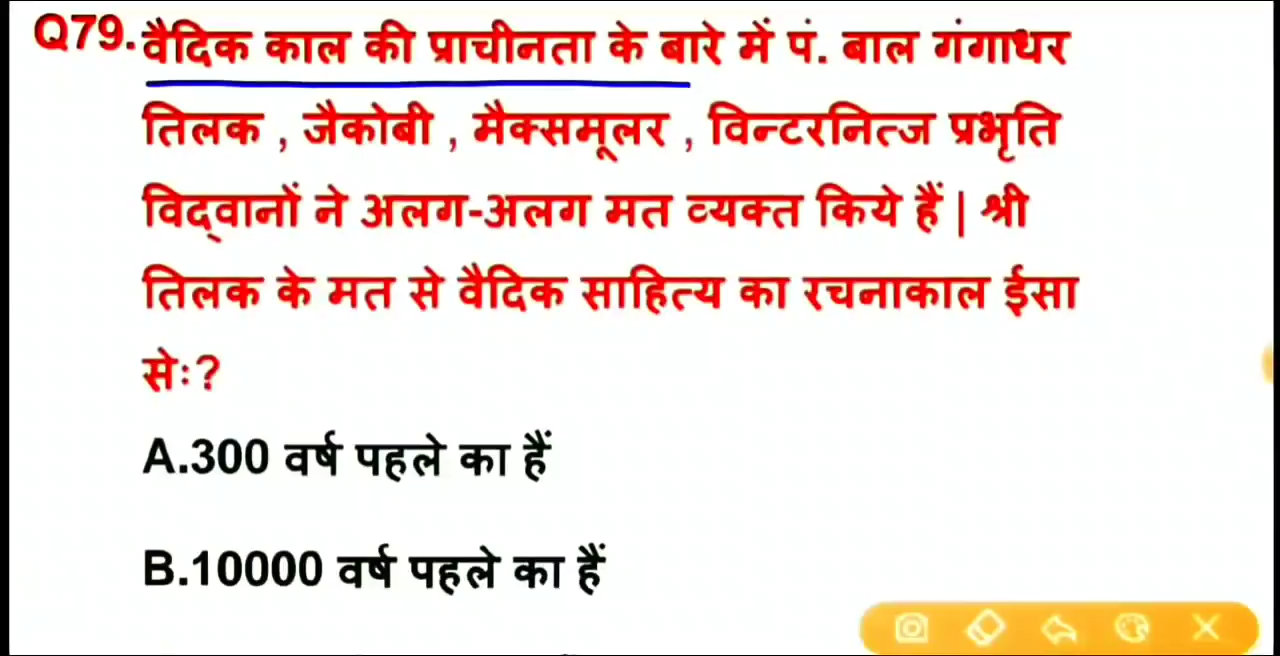 Q79.वैदिक काल की प्राचीनता के बारे में पं. बाल गंगाधर
तिलक , जैकोबी , मैक्समूलर , विन्टरनित्ज प्रभृति
विद्वानों ने अलग-अलग मत व्यक्त किये हैं | श्री
तिलक के मत से वैदिक साहित्य का रचनाकाल ईसा
सेः?
A.300 वर्ष पहले का हैं
B.10000 वर्ष पहले का हैं